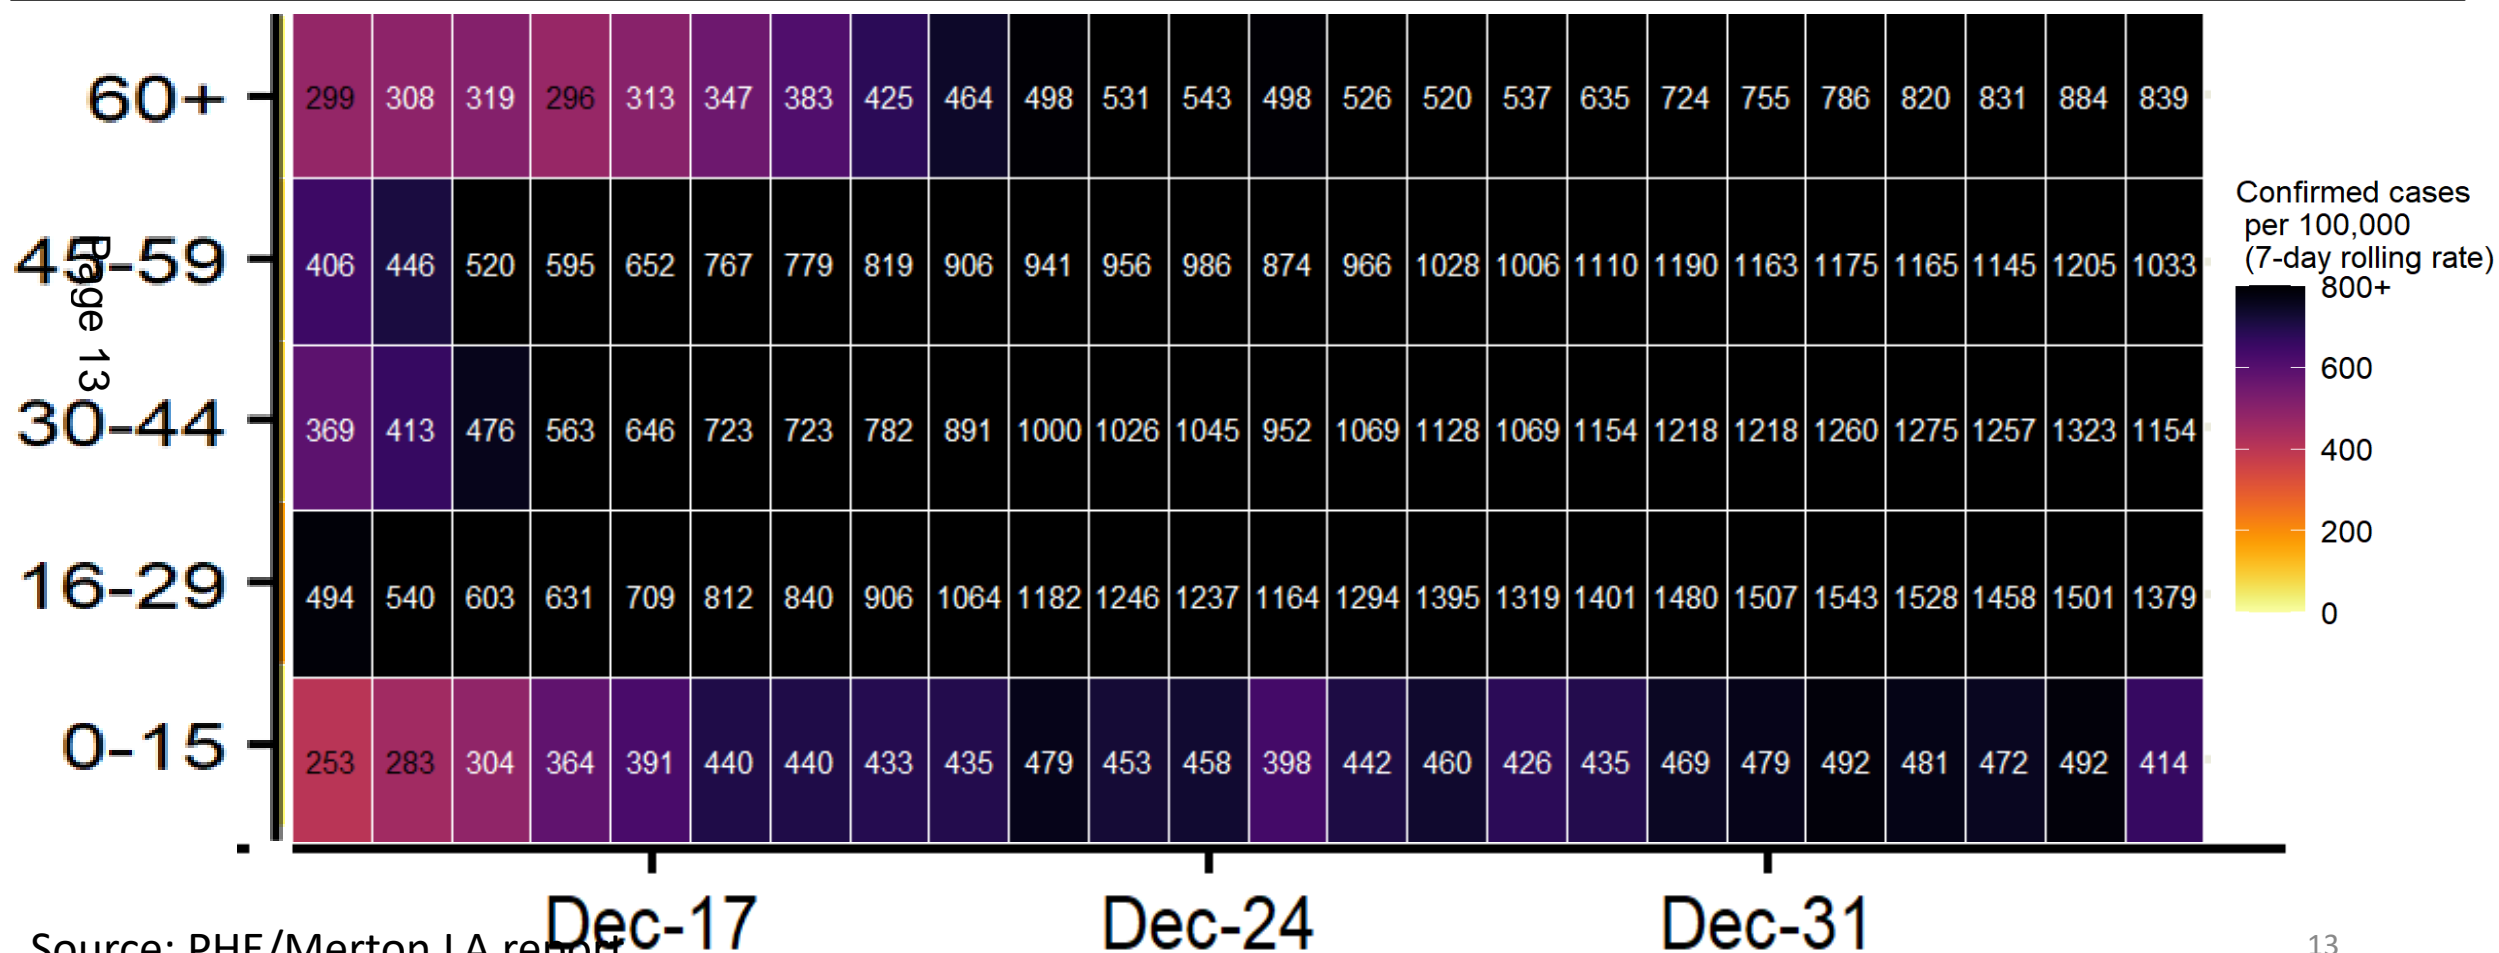 60+ 299 308 319 296 313 347 383 425 464 498 531 543 498 526 520 537 635 724 755 786 820 831 884 839
45-59 406 446 520 595 652 767 779 819 906 941 956 986 874 966 1028 1006 1110 1190 1163 1175 1165 1145 1205 1033
30-44 369 413 476 563 646 723 723 782 891 1000 1026 1045 952 1069 1128 1069 1154 1218 1218 1260 1275 1257 1323 1154
16-29 494 540 603 631 709 812 840 906 1064 1182 1246 1237 1164 1294 1395 1319 1401 1480 1507 1543 1528 1458 1501 1379
0-15 253 283 304 364 391 440 440 433 435 479 453 458 398 442 460 426 435 469 479 492 481 472 492 414
Dec-17 Dec-24 Dec-31
Page 13
Confirmed cases
per 100,000
(7-day rolling rate)
800+
600
400
200
0
Source: PHE/Merton LA report
13